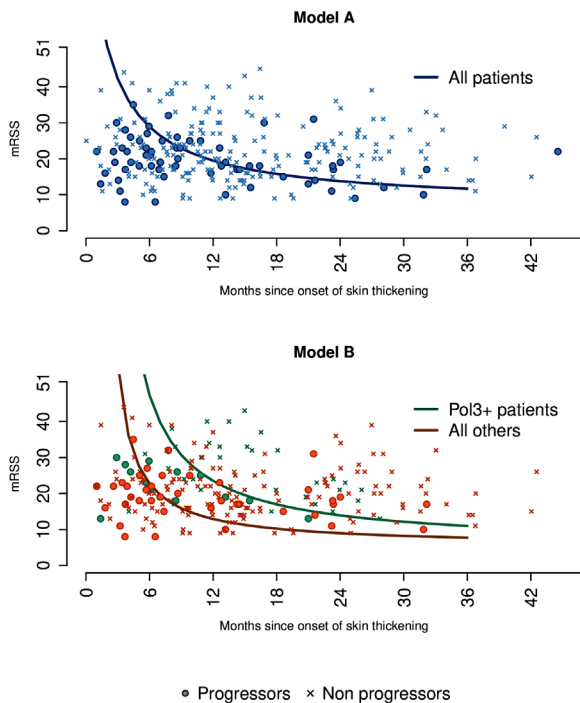 Model A
51
40
30
20
10
0
mRSS
All patients
0 6 12 18 24 30 36 42
Months since onset of skin thickening
Model B
51
40
30
20
10
0
mRSS
Pol3+ patients
All others
0 6 12 18 24 30 36 42
Months since onset of skin thickening
Progressors × Non progressors